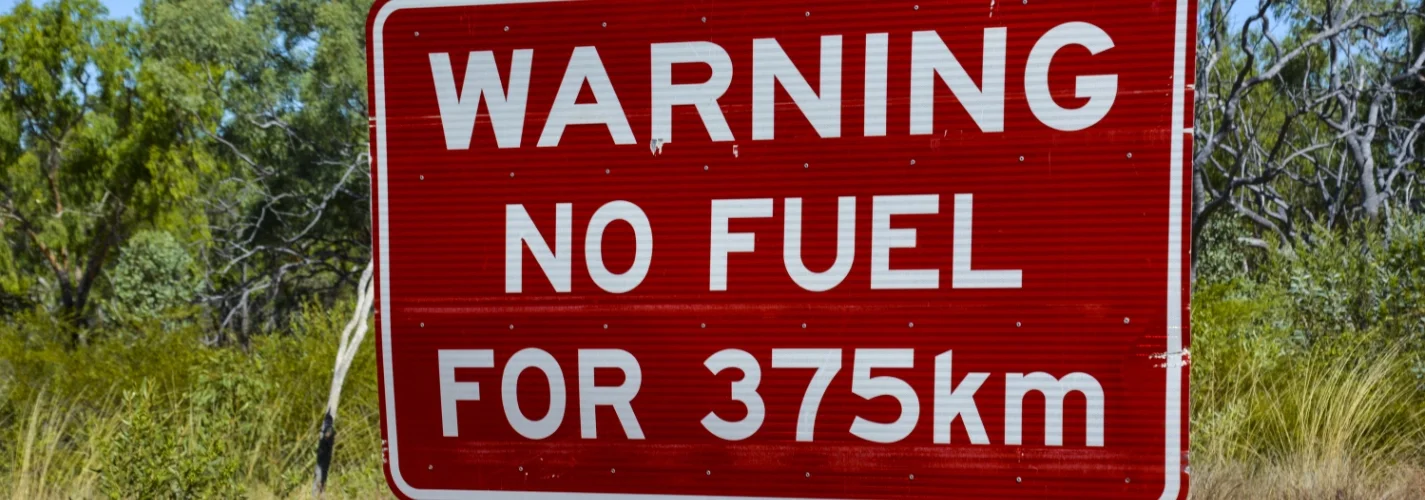 WARNING
NO FUEL
FOR 375km